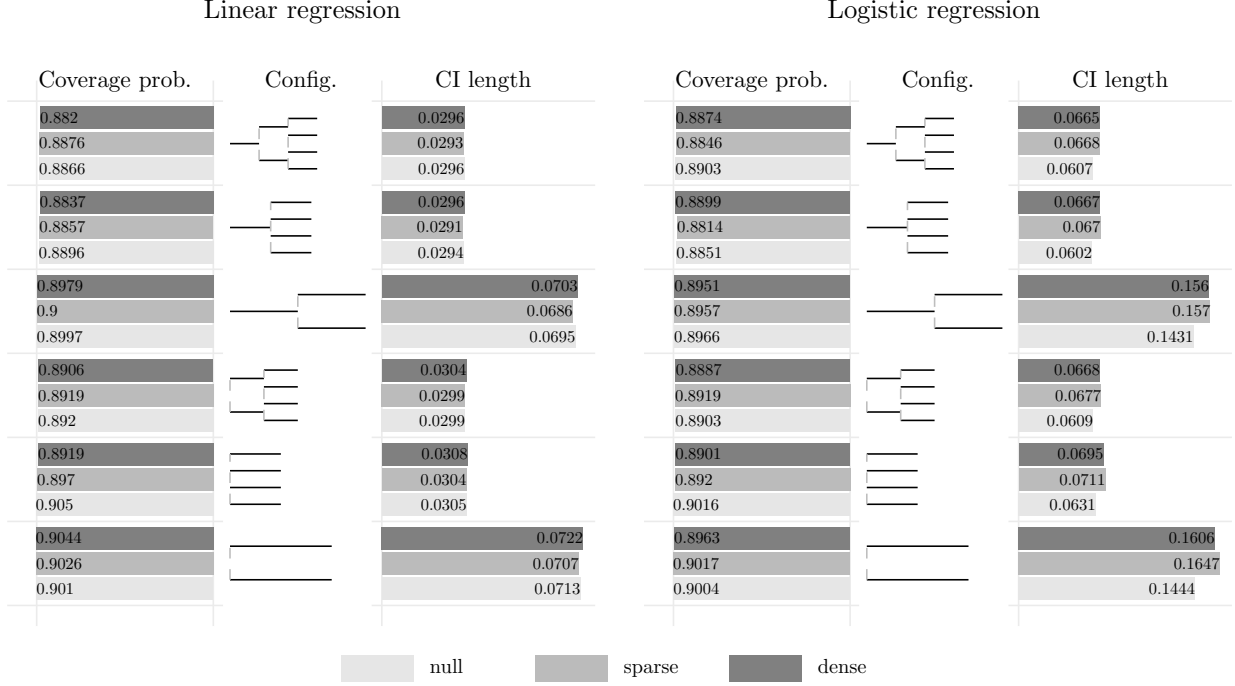 Linear regression Logistic regression
Coverage prob. Config. CI length Coverage prob. Config. CI length
0.882 0.0296 0.8874 0.0665
0.8876 0.0293 0.8846 0.0668
0.8866 0.0296 0.8903 0.0607
0.8837 0.0296 0.8899 0.0667
0.8857 0.0291 0.8814 0.067
0.8896 0.0294 0.8851 0.0602
0.8979 0.0703 0.8951 0.156
0.9 0.0686 0.8957 0.157
0.8997 0.0695 0.8966 0.1431
0.8906 0.0304 0.8887 0.0668
0.8919 0.0299 0.8919 0.0677
0.892 0.0299 0.8903 0.0609
0.8919 0.0308 0.8901 0.0695
0.897 0.0304 0.892 0.0711
0.905 0.0305 0.9016 0.0631
0.9044 0.0722 0.8963 0.1606
0.9026 0.0707 0.9017 0.1647
0.901 0.0713 0.9004 0.1444
null sparse dense